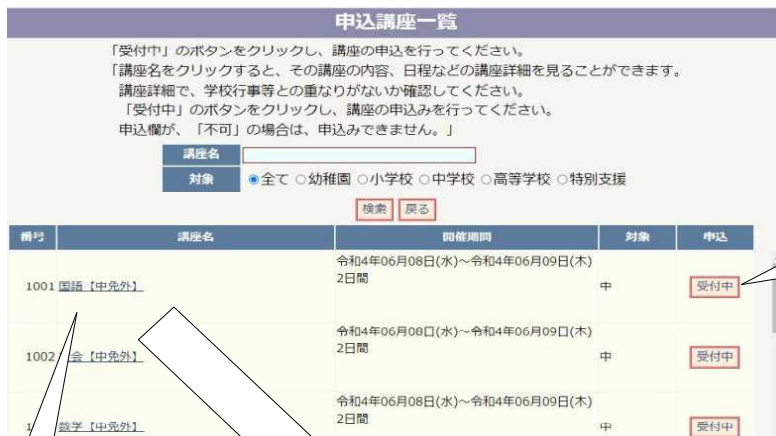 申込講座一覧
「受付中」のボタンをクリックし、講座の申込を行ってください。
「講座名をクリックすると、その講座の内容、日程などの講座詳細を見ることができます。
講座詳細で、学校行事等との重なりがないか確認してください。
「受付中」のボタンをクリックし、講座の申込みを行ってください。
申込欄が、「不可」の場合は、申込みできません。」
講座名
対象 全て 幼稚園 小学校 中学校 高等学校 特別支援
検索 戻る
番号 講座名 開催期間 対象 申込
令和4年06月08日(水)～令和4年06月09日(木)
1001 国語【中免外】 2日間 中 受付中
令和4年06月08日(水)～令和4年06月09日(木)
1002 会【中免外】 2日間 中 受付中
令和4年06月08日(水)～令和4年06月09日(木)
数学【中免外】 2日間 中 受付中